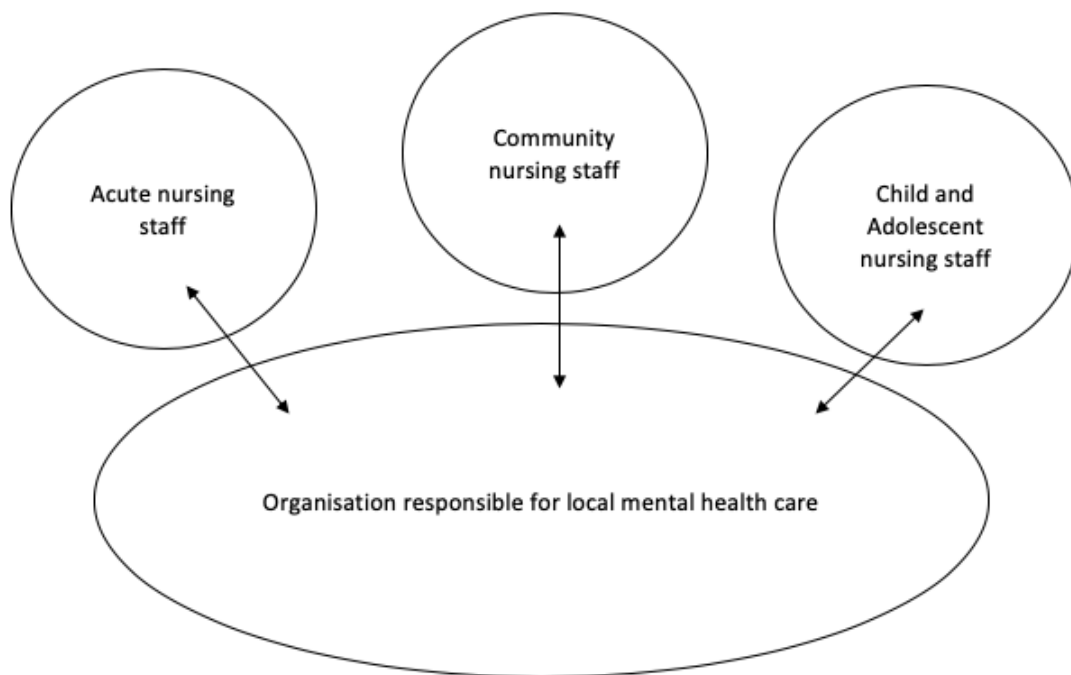 Acute nursing
staff
Community
nursing staff
Child and
Adolescent
nursing staff
Organisation responsible for local mental health care